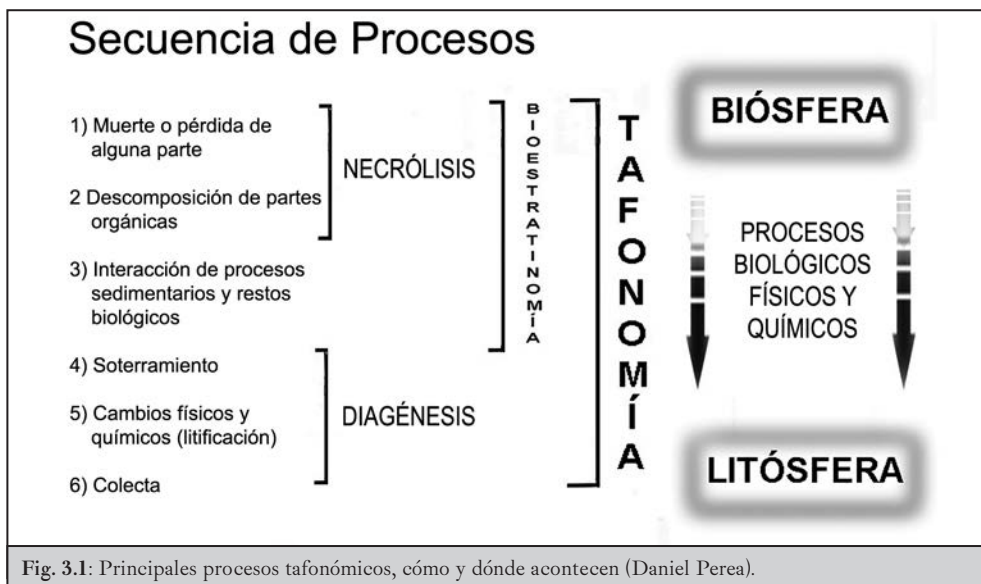 Secuencia de Procesos
1) Muerte o pérdida de
alguna parte
2 Descomposición de partes
orgánicas
NECRÓLISIS
3) Interacción de procesos
sedimentarios y restos
biológicos
BIOESTRATINOMÍA
4) Soterramiento
5) Cambios físicos y
químicos (litificación)
6) Colecta
DIAGÉNESIS
TAFONOMÍA
BIÓSFERA
PROCESOS
BIOLÓGICOS
FÍSICOS Y
QUÍMICOS
LITÓSFERA
Fig. 3.1: Principales procesos tafonómicos, cómo y dónde acontecen (Daniel Perea).